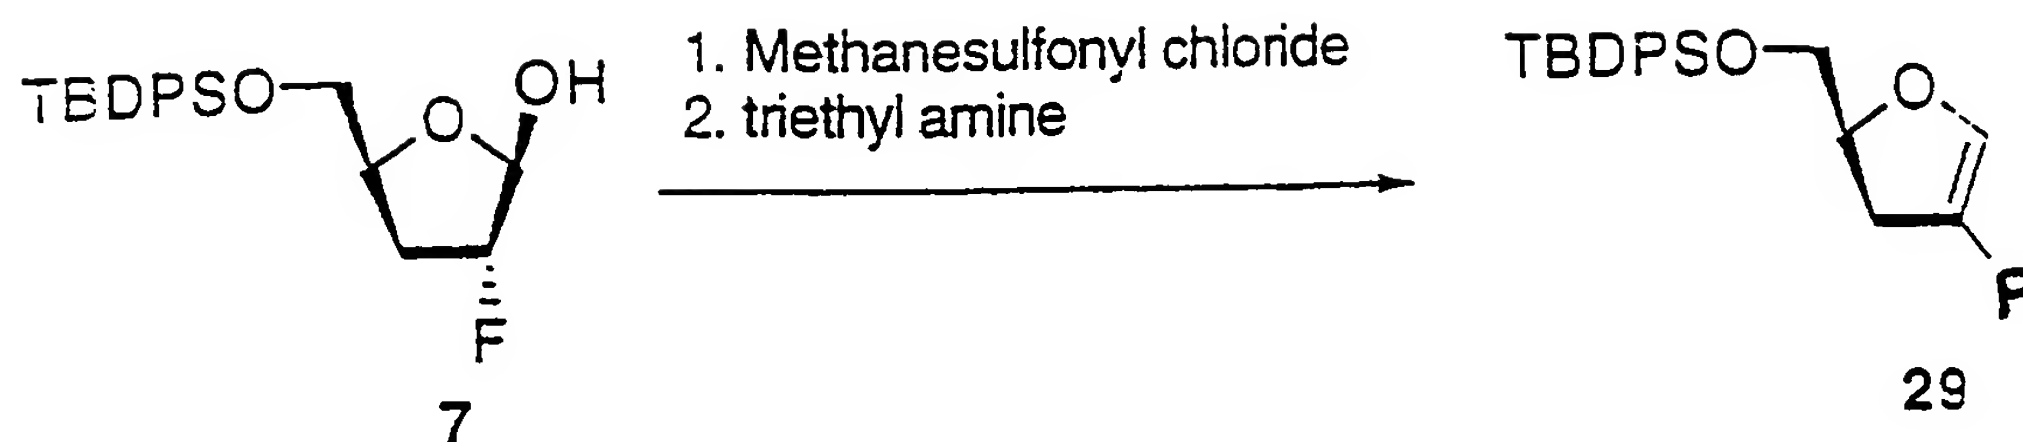 1. Methanesulfonyl chloride
2. triethyl amine
TBDPSO
O
OH
F
7
TBDPSO
O
29